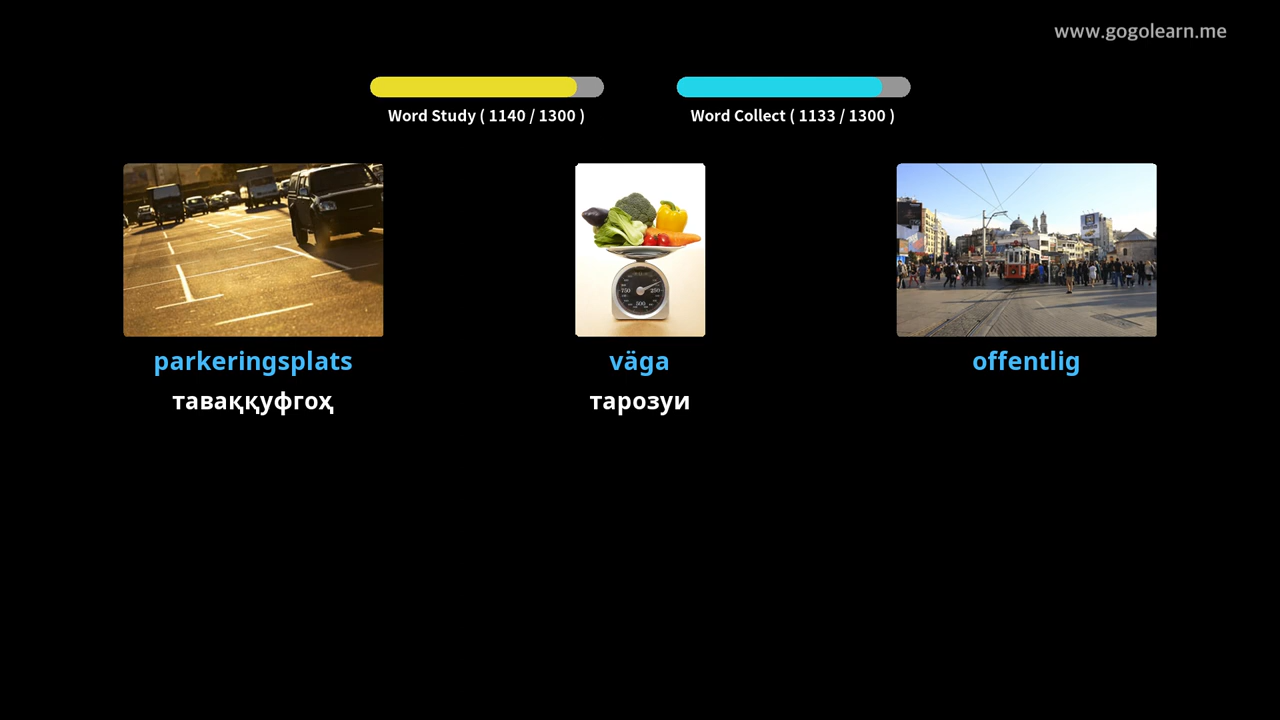 www.gogolearn.me
Word Study ( 1140 / 1300 )
Word Collect ( 1133 / 1300 )
parkeringsplats
väga
offentlig
таваққуфгоҳ
тарозуи